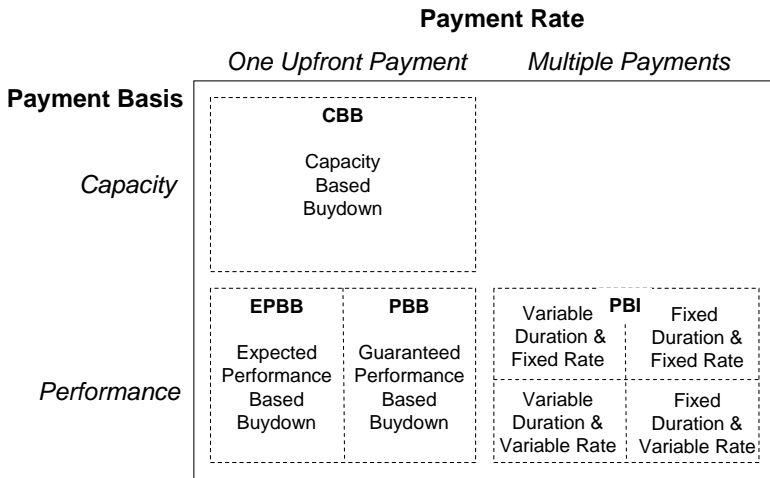 Payment Rate
One Upfront Payment
Multiple Payments
Payment Basis
Capacity
CBB
Capacity
Based
Buydown
Performance
EPBB
Expected
Performance
Based
Buydown
PBB
Guaranteed
Performance
Based
Buydown
PBI
Variable
Duration &
Fixed Rate
Fixed
Duration &
Fixed Rate
Variable
Duration &
Variable Rate
Fixed
Duration &
Variable Rate